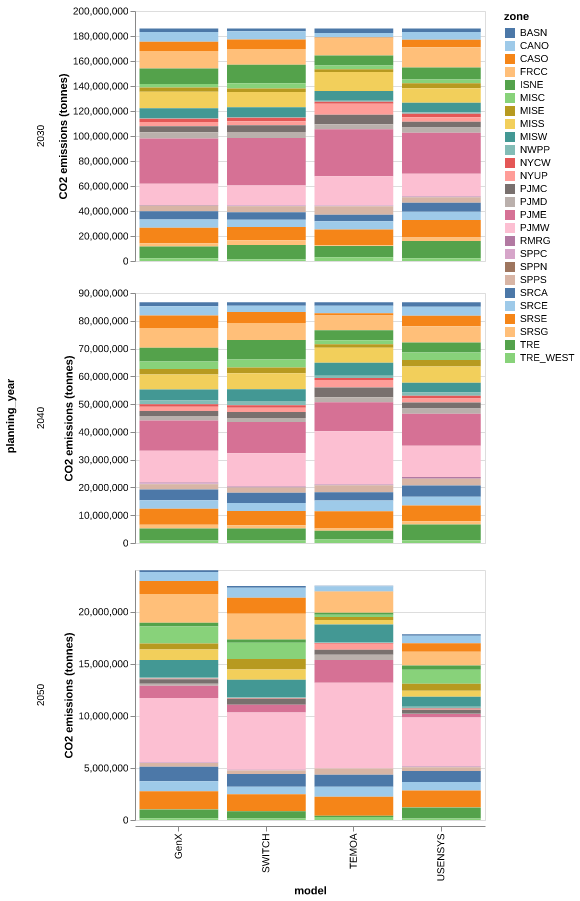 planning_year
2030
CO2 emissions (tonnes)
200,000,000
180,000,000
160,000,000
140,000,000
120,000,000
100,000,000
80,000,000
60,000,000
40,000,000
20,000,000
0
2040
CO2 emissions (tonnes)
90,000,000
80,000,000
70,000,000
60,000,000
50,000,000
40,000,000
30,000,000
20,000,000
10,000,000
0
2050
CO2 emissions (tonnes)
20,000,000
15,000,000
10,000,000
5,000,000
0
GenX
SWITCH
TEMOA
USENSYS
model
zone
BASN
CANO
CASO
FRCC
ISNE
MISC
MISE
MISS
MISW
NWPP
NYCW
NYUP
PJMC
PJMD
PJME
PJMW
RMRG
SPPC
SPPN
SPPS
SRCA
SRCE
SRSE
SRSG
TRE
TRE_WEST